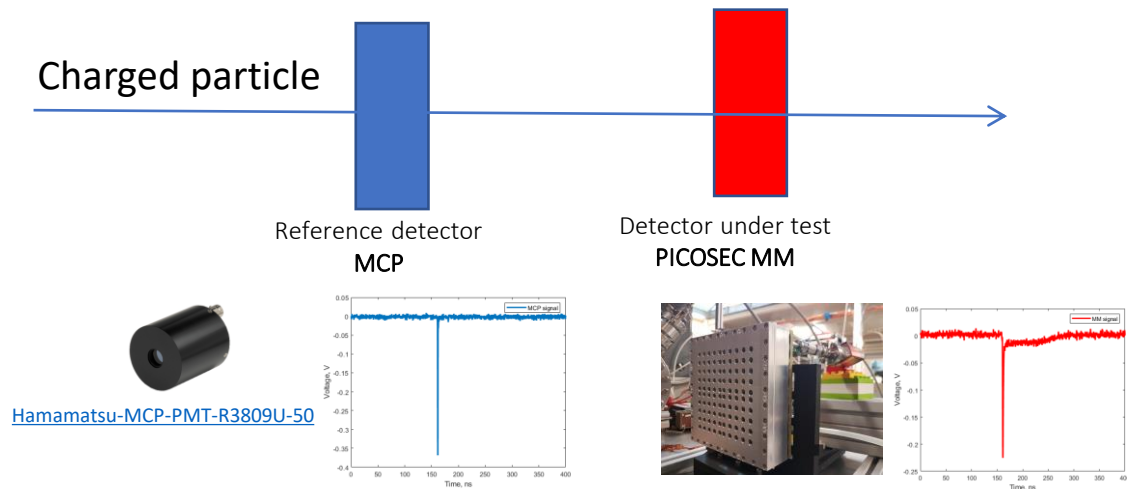 Charged particle
Reference detector
MCP
Detector under test
PICOSEC MM
Hamamatsu-MCP-PMT-R3809U-50
0.05
0
-0.05
-0.1
-0.15
-0.2
-0.25
-0.3
-0.35
-0.4
Voltage, V
MCP signal
0 50 100 150 200 250 300 350 400
Time, ns
0.05
0
-0.05
-0.1
-0.15
-0.2
-0.25
Voltage, V
MM signal
0 50 100 150 200 250 300 350 400
Time, ns